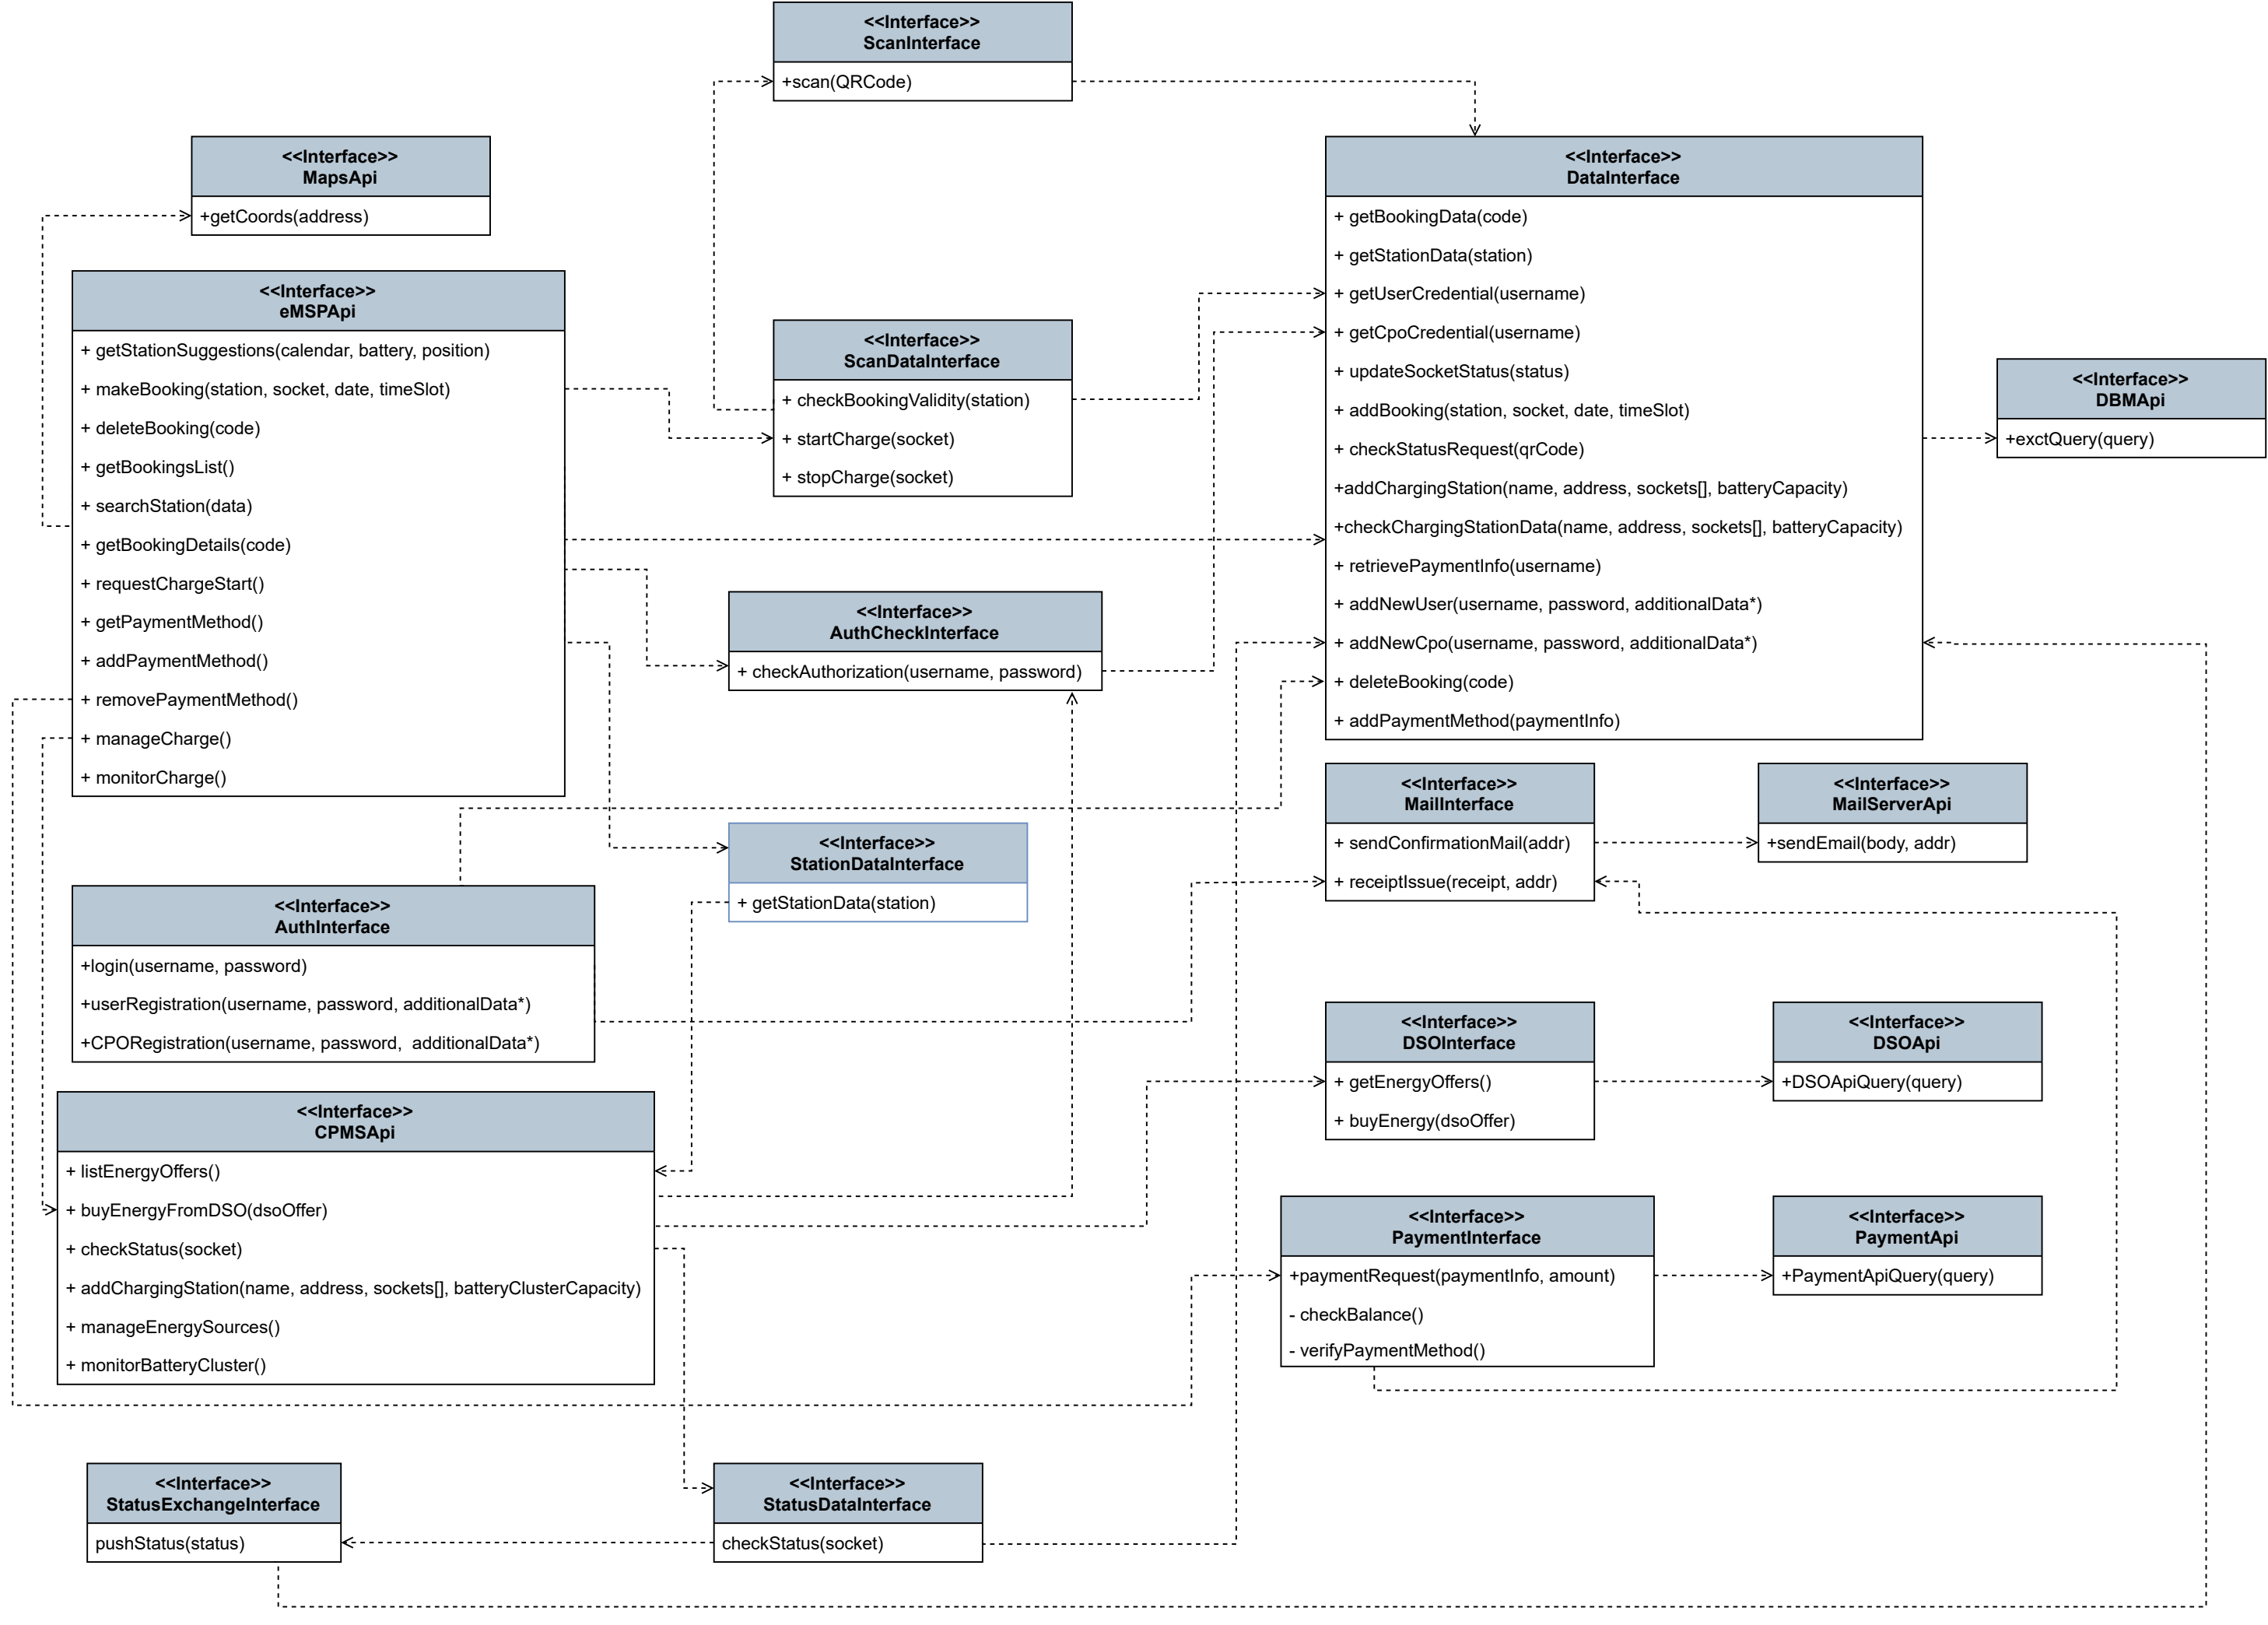 <<Interface>>
ScanInterface
+scan(QRCode)
<<Interface>>
MapsApi
+getCoords(address)
<<Interface>>
DataInterface
+ getBookingData(code)
+ getStationData(station)
+ getUserCredential(username)
+ getCpoCredential(username)
+ updateSocketStatus(status)
+ addBooking(station, socket, date, timeSlot)
+ checkStatusRequest(qrCode)
+addChargingStation(name, address, sockets[], batteryCapacity)
+checkChargingStationData(name, address, sockets[], batteryCapacity)
+ retrievePaymentInfo(username)
+ addNewUser(username, password, additionalData*)
+ addNewCpo(username, password, additionalData*)
+ deleteBooking(code)
+ addPaymentMethod(paymentInfo)
<<Interface>>
eMSPApi
+ getStationSuggestions(calendar, battery, position)
+ makeBooking(station, socket, date, timeSlot)
+ deleteBooking(code)
+ getBookingsList()
+ searchStation(data)
+ getBookingDetails(code)
+ requestChargeStart()
+ getPaymentMethod()
+ addPaymentMethod()
+ removePaymentMethod()
+ manageCharge()
+ monitorCharge()
<<Interface>>
ScanDataInterface
+ checkBookingValidity(station)
+ startCharge(socket)
+ stopCharge(socket)
<<Interface>>
DBMApi
+exctQuery(query)
<<Interface>>
AuthCheckInterface
+ checkAuthorization(username, password)
<<Interface>>
MailInterface
+ sendConfirmationMail(addr)
+ receiptIssue(receipt, addr)
<<Interface>>
MailServerApi
+sendEmail(body, addr)
<<Interface>>
StationDataInterface
+ getStationData(station)
<<Interface>>
AuthInterface
+login(username, password)
+userRegistration(username, password, additionalData*)
+CPORegistration(username, password,  additionalData*)
<<Interface>>
DSOInterface
+ getEnergyOffers()
+ buyEnergy(dsoOffer)
<<Interface>>
DSOApi
+DSOApiQuery(query)
<<Interface>>
CPMSApi
+ listEnergyOffers()
+ buyEnergyFromDSO(dsoOffer)
+ checkStatus(socket)
+ addChargingStation(name, address, sockets[], batteryClusterCapacity)
+ manageEnergySources()
+ monitorBatteryCluster()
<<Interface>>
PaymentInterface
+paymentRequest(paymentInfo, amount)
- checkBalance()
- verifyPaymentMethod()
<<Interface>>
PaymentApi
+PaymentApiQuery(query)
<<Interface>>
StatusExchangeInterface
pushStatus(status)
<<Interface>>
StatusDataInterface
checkStatus(socket)